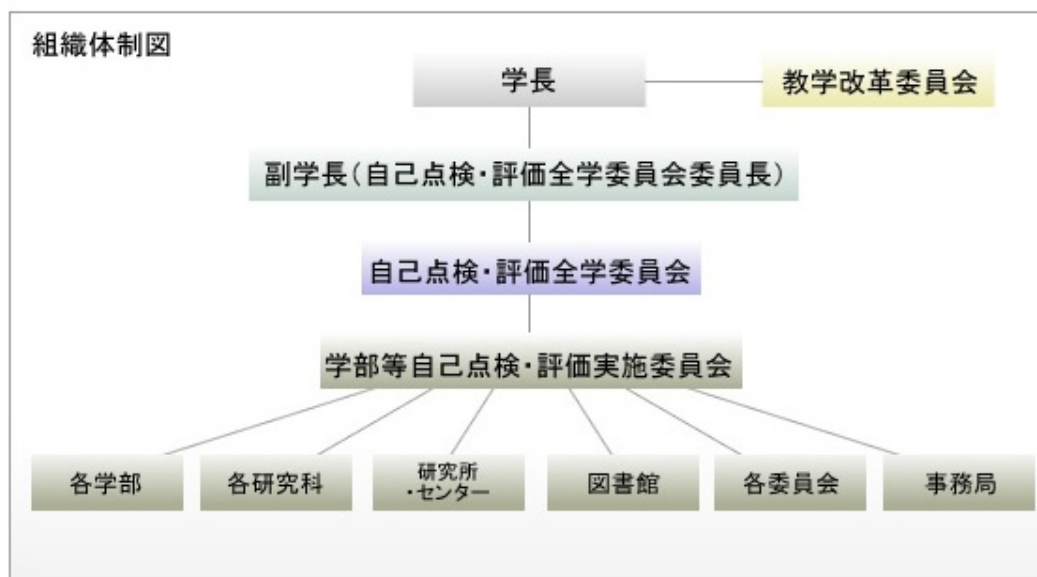 組織体制図
学長
教学改革委員会
副学長(自己点検・評価全学委員会委員長)
自己点検・評価全学委員会
学部等自己点検・評価実施委員会
各学部
各研究科
研究所
・センター
図書館
各委員会
事務局